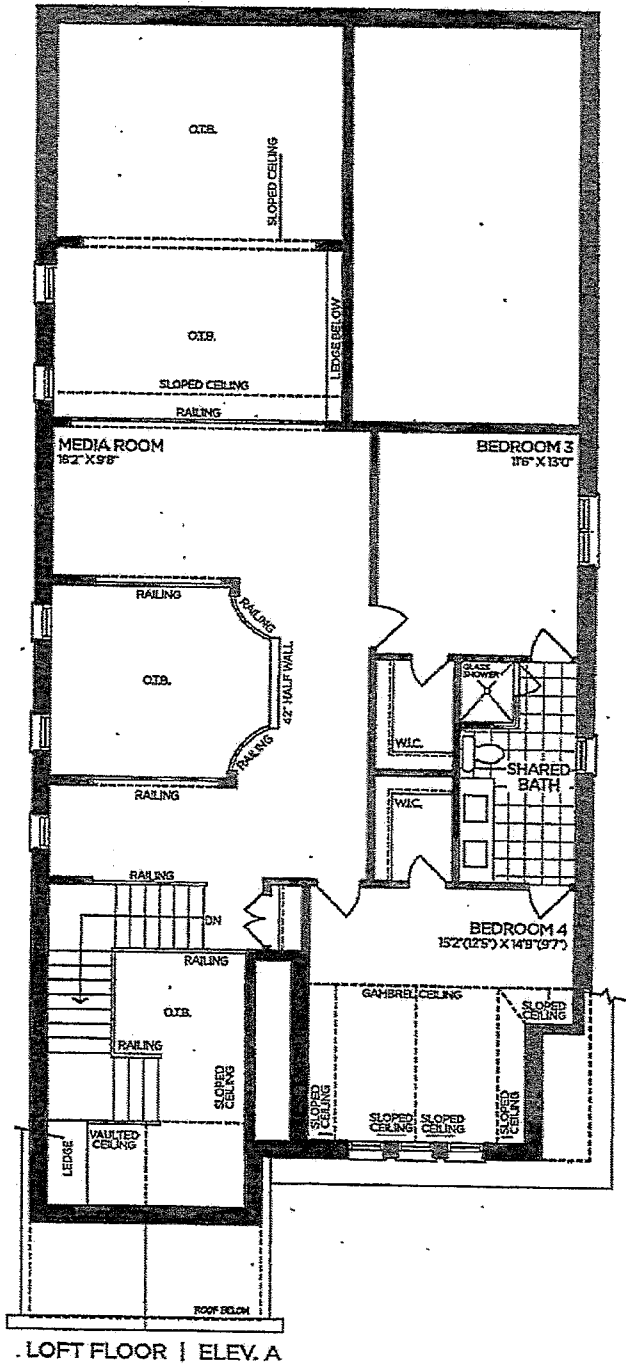 O.T.B.
SLOPED CEILING
O.T.B.
LEDGE BELOW
SLOPED CEILING
RAILING
MEDIA ROOM
18'2" X 9'8"
BEDROOM 3
11'6" X 13'0"
RAILING
RAILING
O.T.B.
42" HALF WALL
RAILING
RAILING
GLASS
SHOWER
W.I.C.
SHARED
BATH
W.I.C.
RAILING
DN
RAILING
BEDROOM 4
15'2"(12'5") X 14'9"(9'7")
GAMBREL CEILING
SLOPED
CEILING
O.T.B.
RAILING
SLOPED
CEILING
SLOPED
CEILING
SLOPED
CEILING
SLOPED
CEILING
SLOPED
CEILING
LEDGE
VAULTED
CEILING
ROOF BELOW
LOFT FLOOR | ELEV. A